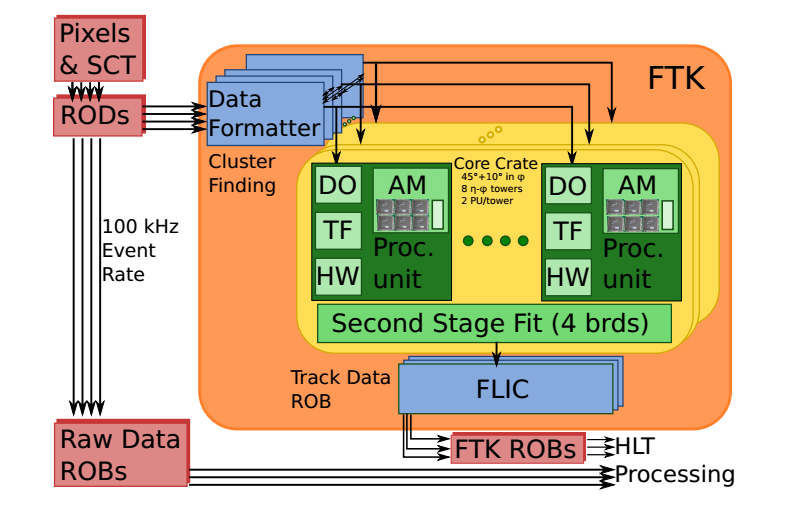 Pixels
& SCT
RODs
Data
Formatter
Cluster
Finding
FTK
Core Crate
45°+10° in φ
8 η-φ towers
2 PU/tower
DO
AM
TF
Proc.
HW
unit
DO
AM
TF
Proc.
HW
unit
100 kHz
Event
Rate
Second Stage Fit (4 brds)
Track Data
ROB
FLIC
Raw Data
ROBs
FTK ROBs
HLT
Processing